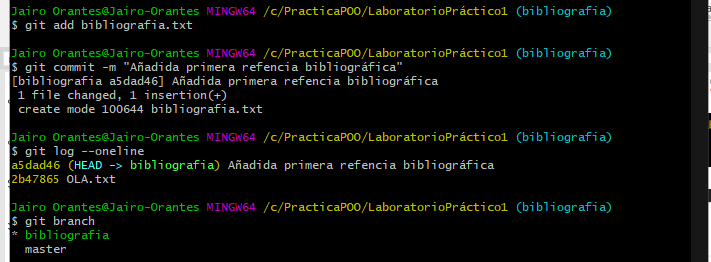 Jairo Orantes@Jairo-Orantes MINGW64 /c/PracticaPOO/LaboratorioPráctico1 (bibliografia)
$ git add bibliografia.txt
Jairo Orantes@Jairo-Orantes MINGW64 /c/PracticaPOO/LaboratorioPráctico1 (bibliografia)
$ git commit -m "Añadida primera refencia bibliográfica"
[bibliografia a5dad46] Añadida primera refencia bibliográfica
 1 file changed, 1 insertion(+)
 create mode 100644 bibliografia.txt
Jairo Orantes@Jairo-Orantes MINGW64 /c/PracticaPOO/LaboratorioPráctico1 (bibliografia)
$ git log --oneline
a5dad46 (HEAD -> bibliografia) Añadida primera refencia bibliográfica
2b47865 OLA.txt
Jairo Orantes@Jairo-Orantes MINGW64 /c/PracticaPOO/LaboratorioPráctico1 (bibliografia)
$ git branch
* bibliografia
  master